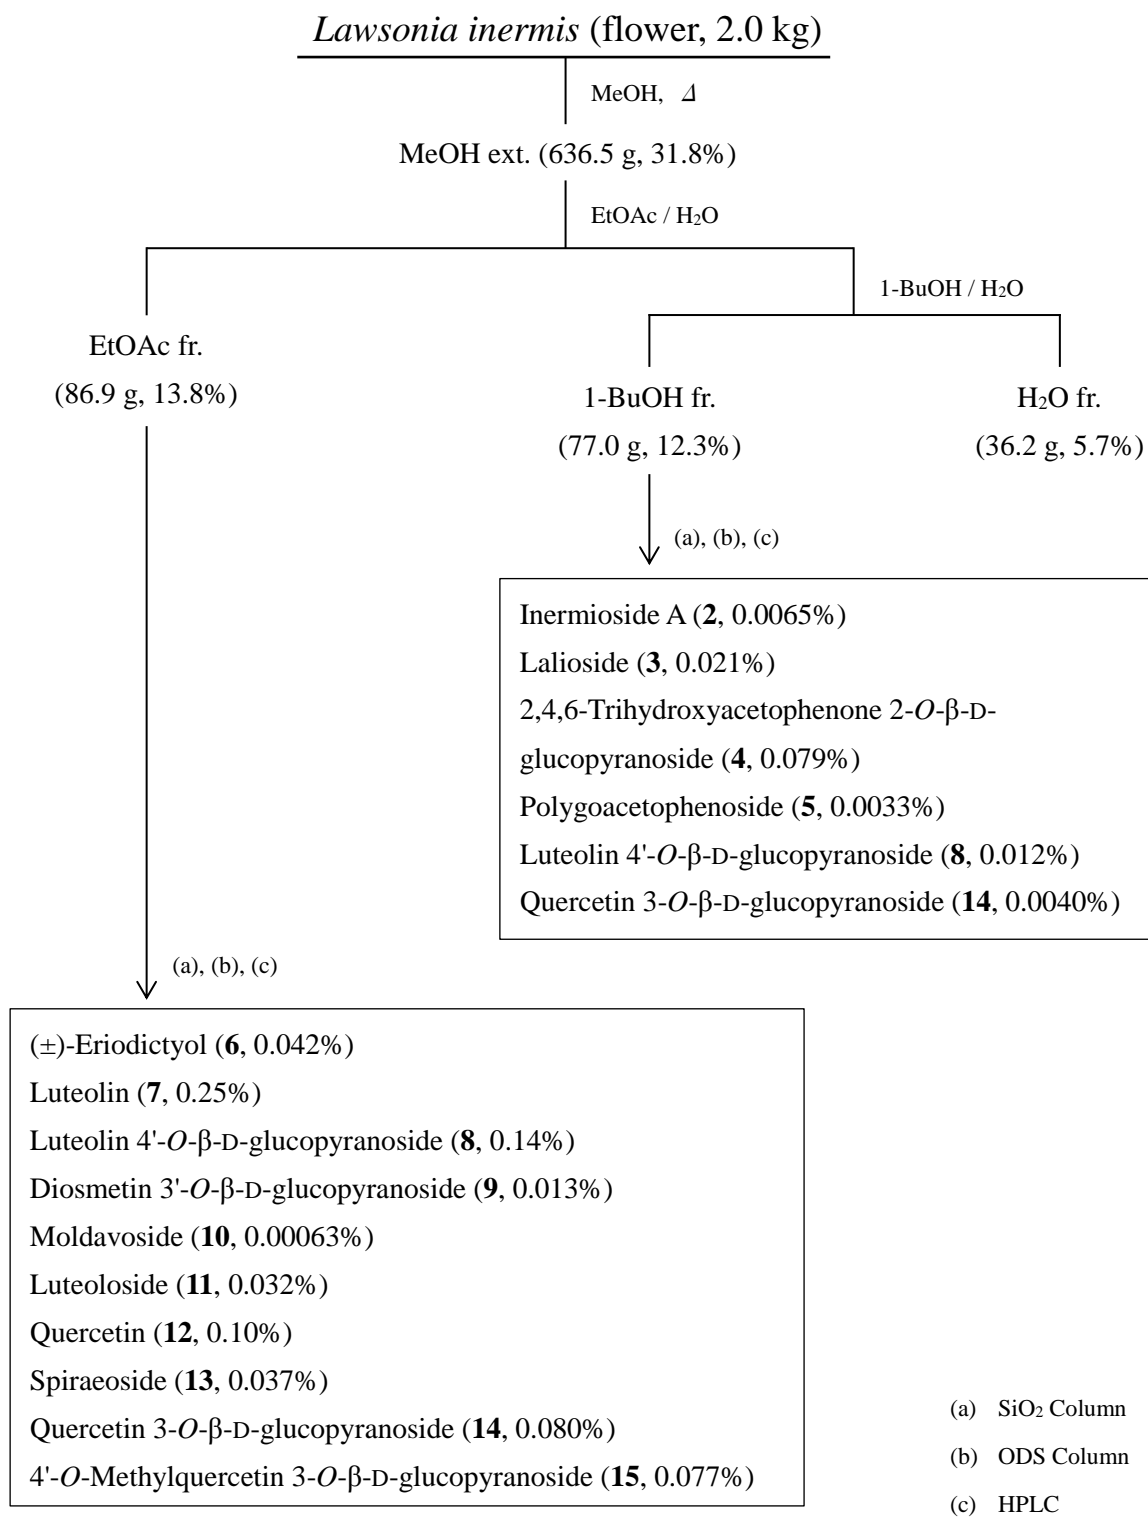 Lawsonia inermis (flower, 2.0 kg)
MeOH, Δ
MeOH ext. (636.5 g, 31.8%)
EtOAc / H₂O
1-BuOH / H₂O
EtOAc fr.
(86.9 g, 13.8%)
1-BuOH fr.
(77.0 g, 12.3%)
H₂O fr.
(36.2 g, 5.7%)
(a), (b), (c)
Inermioside A (2, 0.0065%)
Lalioside (3, 0.021%)
2,4,6-Trihydroxyacetophenone 2-O-β-D-
glucopyranoside (4, 0.079%)
Polygoacetophenoside (5, 0.0033%)
Luteolin 4'-O-β-D-glucopyranoside (8, 0.012%)
Quercetin 3-O-β-D-glucopyranoside (14, 0.0040%)
(a), (b), (c)
(±)-Eriodictyol (6, 0.042%)
Luteolin (7, 0.25%)
Luteolin 4'-O-β-D-glucopyranoside (8, 0.14%)
Diosmetin 3'-O-β-D-glucopyranoside (9, 0.013%)
Moldavoside (10, 0.00063%)
Luteoloside (11, 0.032%)
Quercetin (12, 0.10%)
Spiraeoside (13, 0.037%)
Quercetin 3-O-β-D-glucopyranoside (14, 0.080%)
4'-O-Methylquercetin 3-O-β-D-glucopyranoside (15, 0.077%)
(a) SiO₂ Column
(b) ODS Column
(c) HPLC